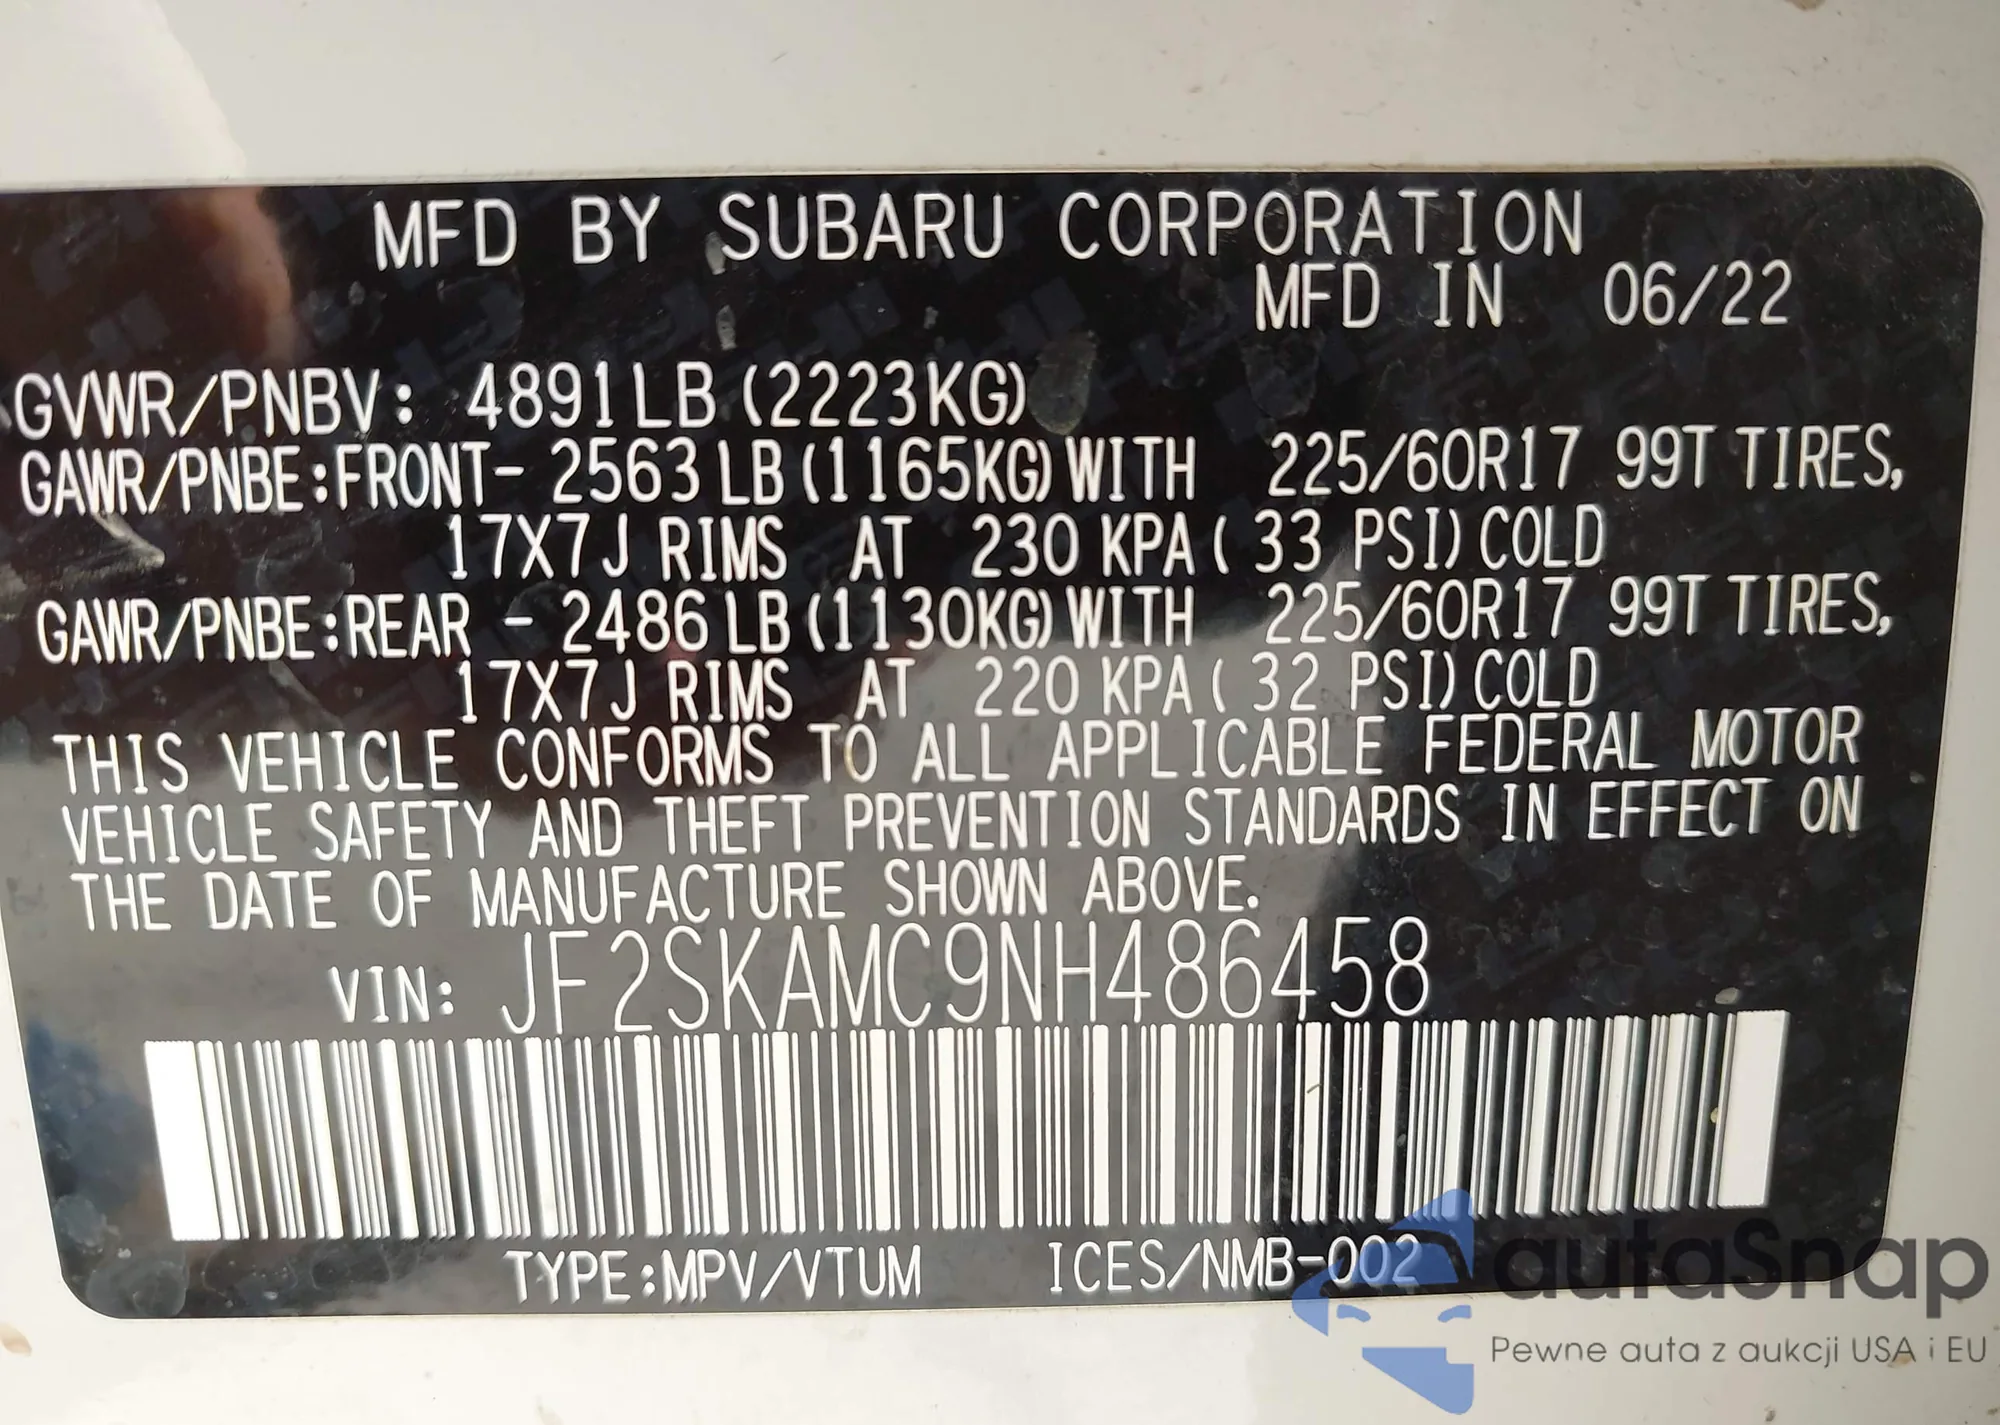 MFD BY SUBARU CORPORATION
MFD IN 06/22
GVWR/PNBV: 4891LB (2223KG)
GAWR/PNBE:FRONT- 2563LB (1165KG) WITH 225/60R17 99T TIRES,
17X7J RIMS AT 230 KPA ( 33 PSI) COLD
GAWR/PNBE:REAR - 2486LB (1130KG) WITH 225/60R17 99T TIRES,
17X7J RIMS AT 220 KPA ( 32 PSI) COLD
THIS VEHICLE CONFORMS TO ALL APPLICABLE FEDERAL MOTOR
VEHICLE SAFETY AND THEFT PREVENTION STANDARDS IN EFFECT ON
THE DATE OF MANUFACTURE SHOWN ABOVE.
VIN: JF2SKAMC9NH486458
TYPE:MPV/VTUM ICES/NMB-002
autaSnap
Pewne auta z aukcji USA i EU